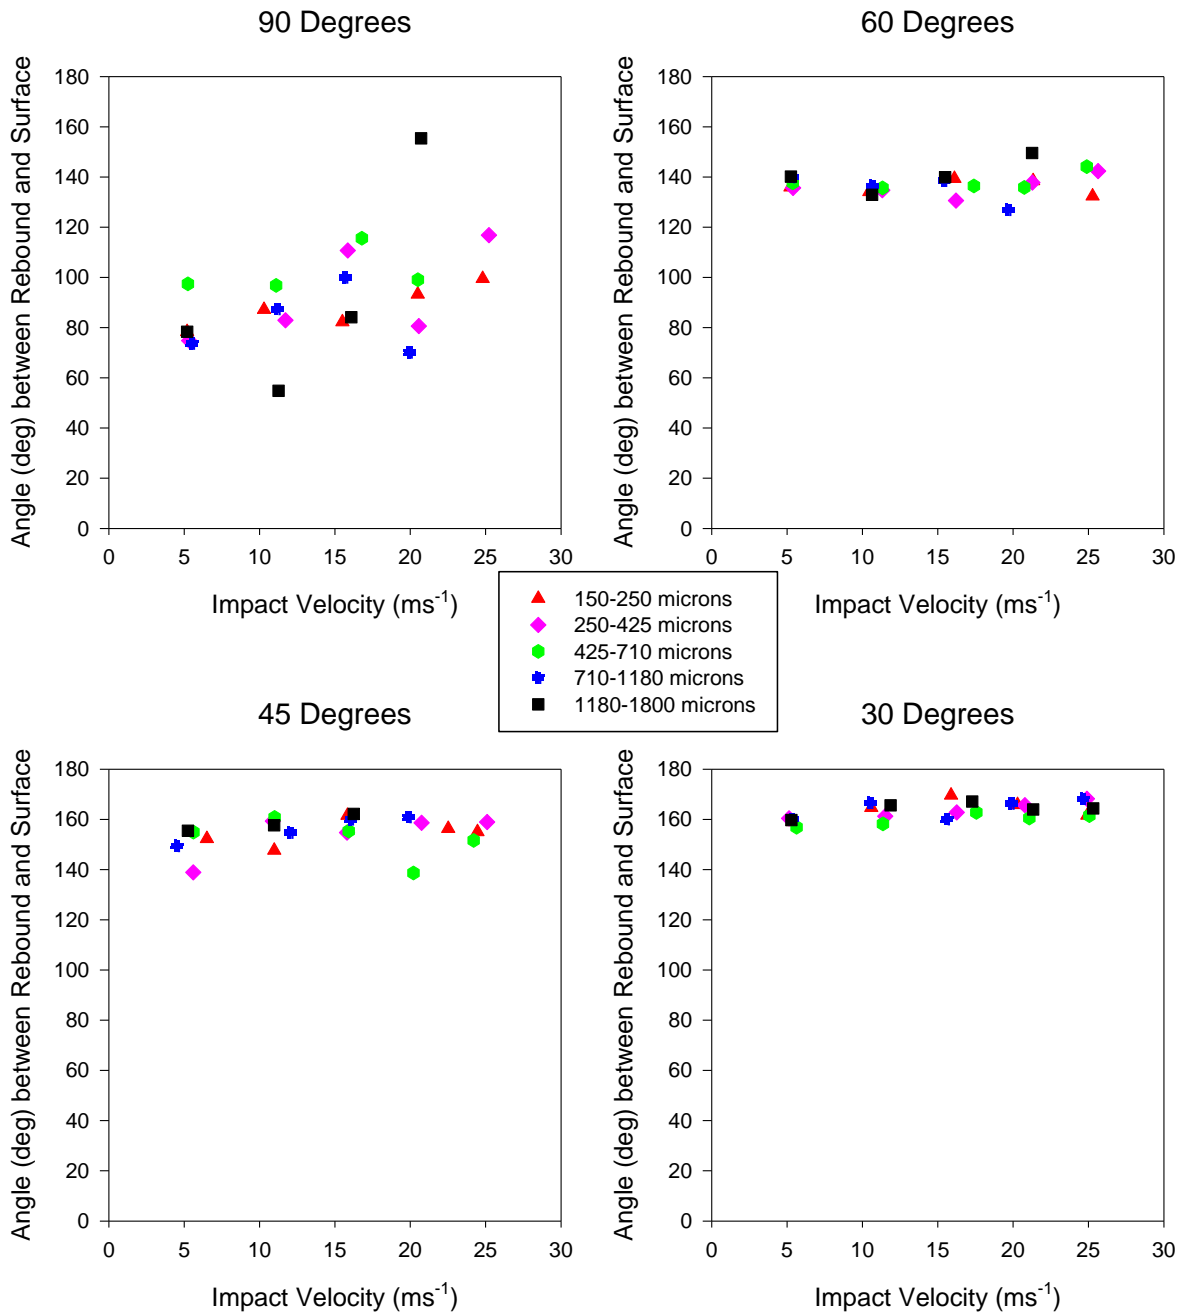 90 Degrees
60 Degrees
Angle (deg) between Rebound and Surface
180
160
140
120
100
80
60
40
20
0
0 5 10 15 20 25 30
Impact Velocity (ms⁻¹)
Angle (deg) between Rebound and Surface
180
160
140
120
100
80
60
40
20
0
0 5 10 15 20 25 30
Impact Velocity (ms⁻¹)
150-250 microns
250-425 microns
425-710 microns
710-1180 microns
1180-1800 microns
45 Degrees
30 Degrees
Angle (deg) between Rebound and Surface
180
160
140
120
100
80
60
40
20
0
0 5 10 15 20 25 30
Impact Velocity (ms⁻¹)
Angle (deg) between Rebound and Surface
180
160
140
120
100
80
60
40
20
0
0 5 10 15 20 25 30
Impact Velocity (ms⁻¹)